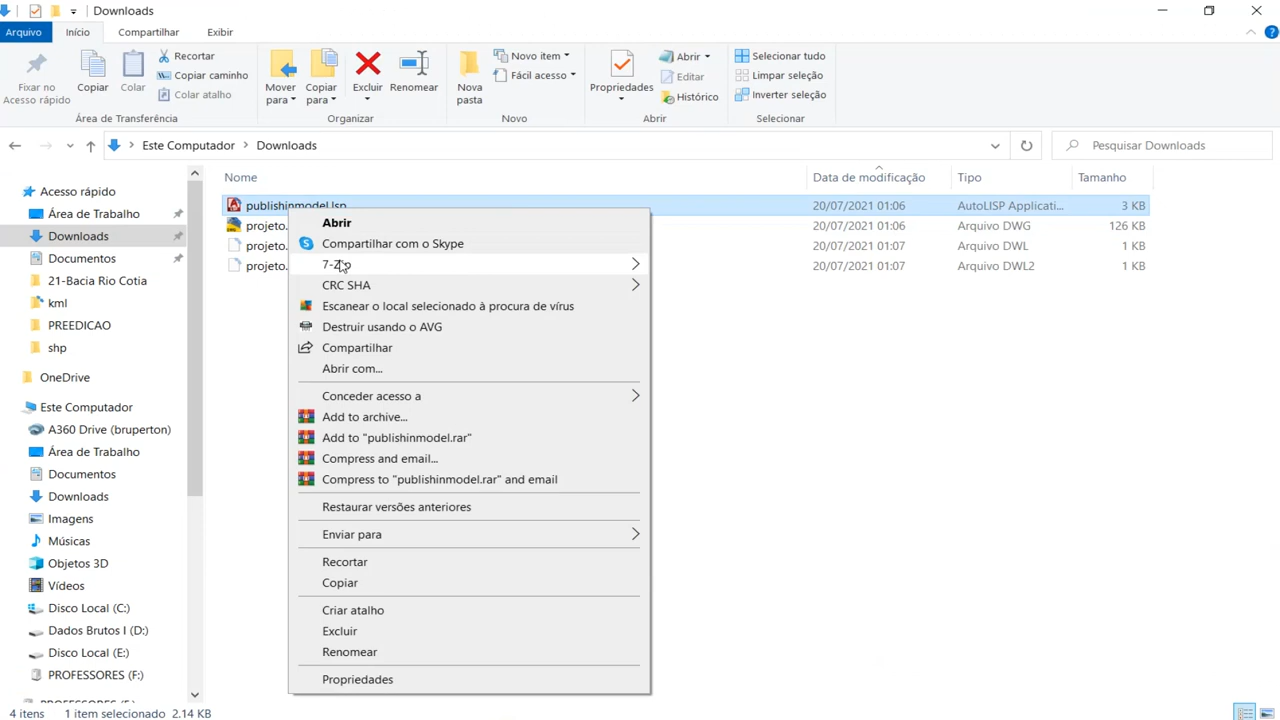 Downloads
Arquivo Início Compartilhar Exibir
Fixar no Acesso rápido
Copiar
Colar
Recortar
Copiar caminho
Colar atalho
Área de Transferência
Mover para
Copiar para
Excluir
Renomear
Organizar
Nova pasta
Novo item
Fácil acesso
Novo
Propriedades
Abrir
Editar
Histórico
Abrir
Selecionar tudo
Limpar seleção
Inverter seleção
Selecionar
Este Computador Downloads
Pesquisar Downloads
Acesso rápido
Área de Trabalho
Downloads
Documentos
21-Bacia Rio Cotia
kml
PREEDICAO
shp
OneDrive
Este Computador
A360 Drive (bruperton)
Área de Trabalho
Documentos
Downloads
Imagens
Músicas
Objetos 3D
Vídeos
Disco Local (C:)
Dados Brutos I (D:)
Disco Local (E:)
PROFESSORES (F:)
Nome Data de modificação Tipo Tamanho
publishinmodel.lsp 20/07/2021 01:06 AutoLISP Applicati... 3 KB
projeto. 20/07/2021 01:06 Arquivo DWG 126 KB
projeto. 20/07/2021 01:07 Arquivo DWL 1 KB
projeto. 20/07/2021 01:07 Arquivo DWL2 1 KB
Abrir
Compartilhar com o Skype
7-Zip
CRC SHA
Escanear o local selecionado à procura de vírus
Destruir usando o AVG
Compartilhar
Abrir com...
Conceder acesso a
Add to archive...
Add to "publishinmodel.rar"
Compress and email...
Compress to "publishinmodel.rar" and email
Restaurar versões anteriores
Enviar para
Recortar
Copiar
Criar atalho
Excluir
Renomear
Propriedades
4 itens 1 item selecionado 2.14 KB